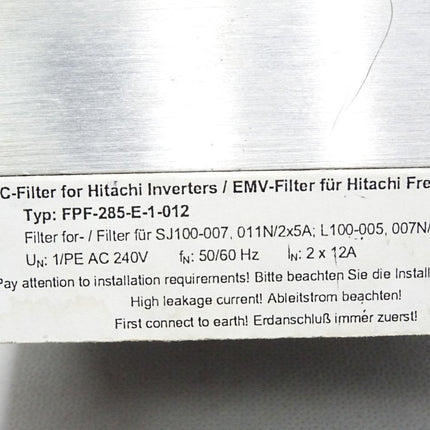 C-Filter for Hitachi Inverters / EMV-Filter für Hitachi Fre
Typ: FPF-285-E-1-012
Filter for- / Filter für SJ100-007, 011N/2x5A; L100-005, 007N/
UN: 1/PE AC 240V fN: 50/60 Hz IN: 2 x 12A
Pay attention to installation requirements! Bitte beachten Sie die Install
High leakage current! Ableitstrom beachten!
First connect to earth! Erdanschluß immer zuerst!